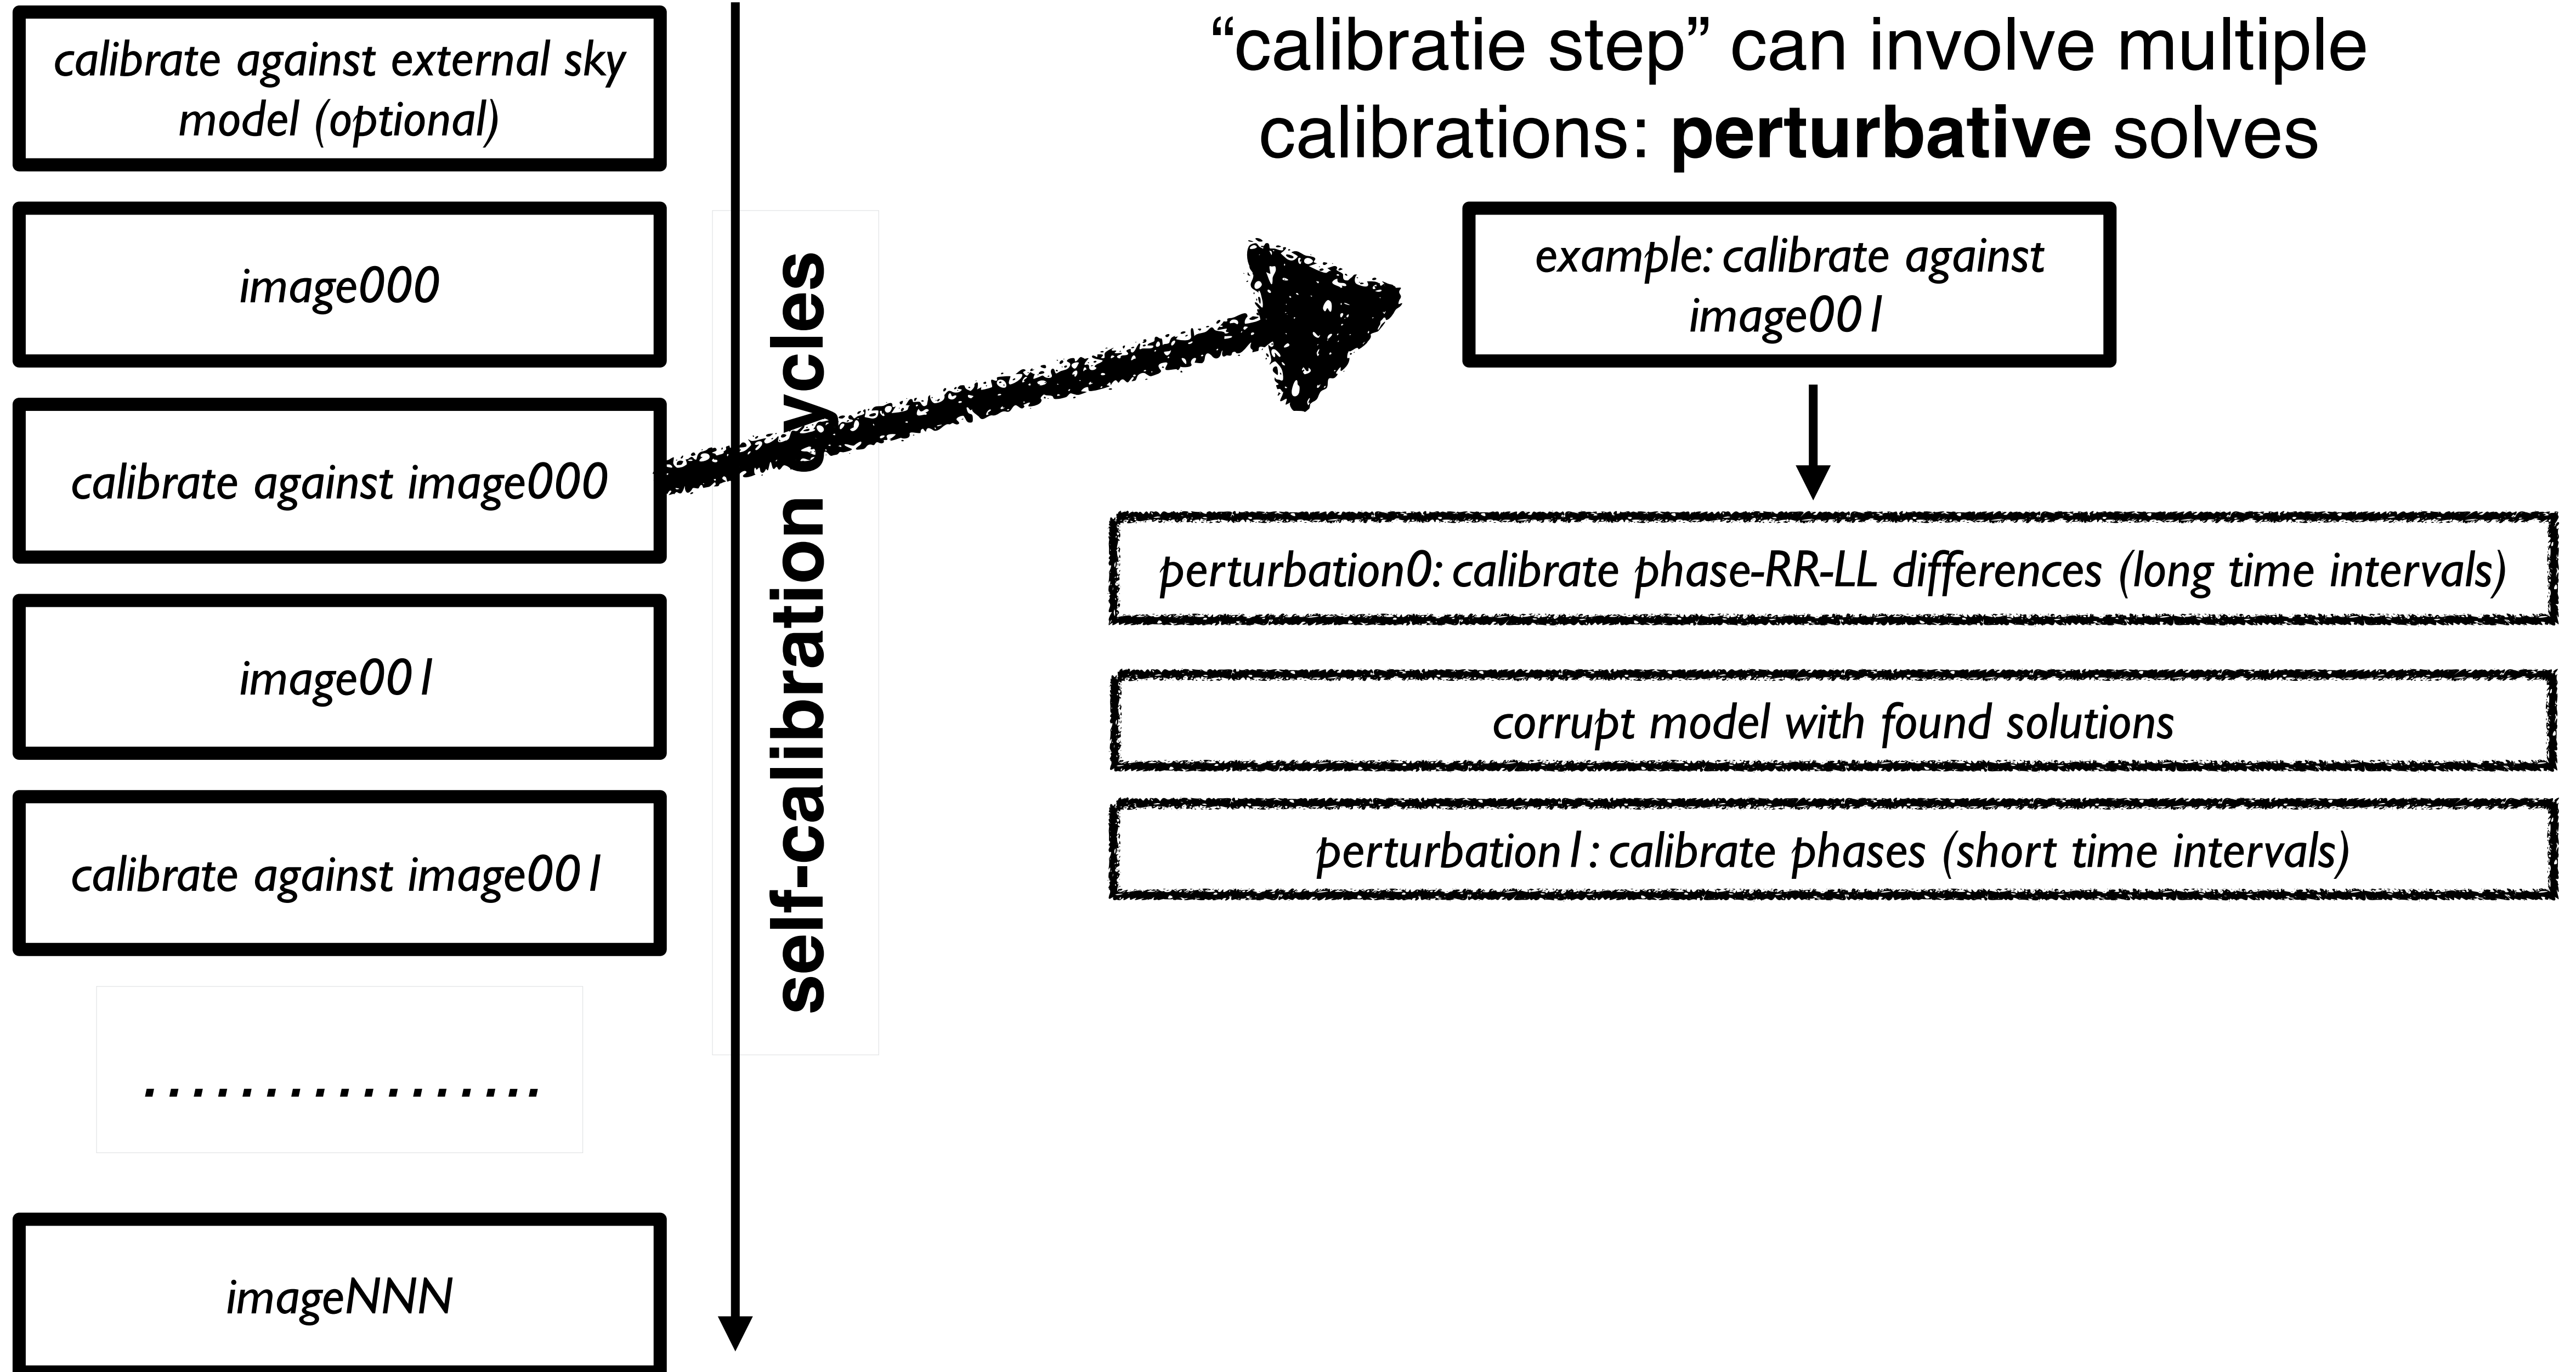 calibrate against external sky
model (optional)
image000
calibrate against image000
image001
calibrate against image001
.................
imageNNN
self-calibration cycles
“calibratie step” can involve multiple
calibrations: perturbative solves
example: calibrate against
image001
perturbation0: calibrate phase-RR-LL differences (long time intervals)
corrupt model with found solutions
perturbation1: calibrate phases (short time intervals)